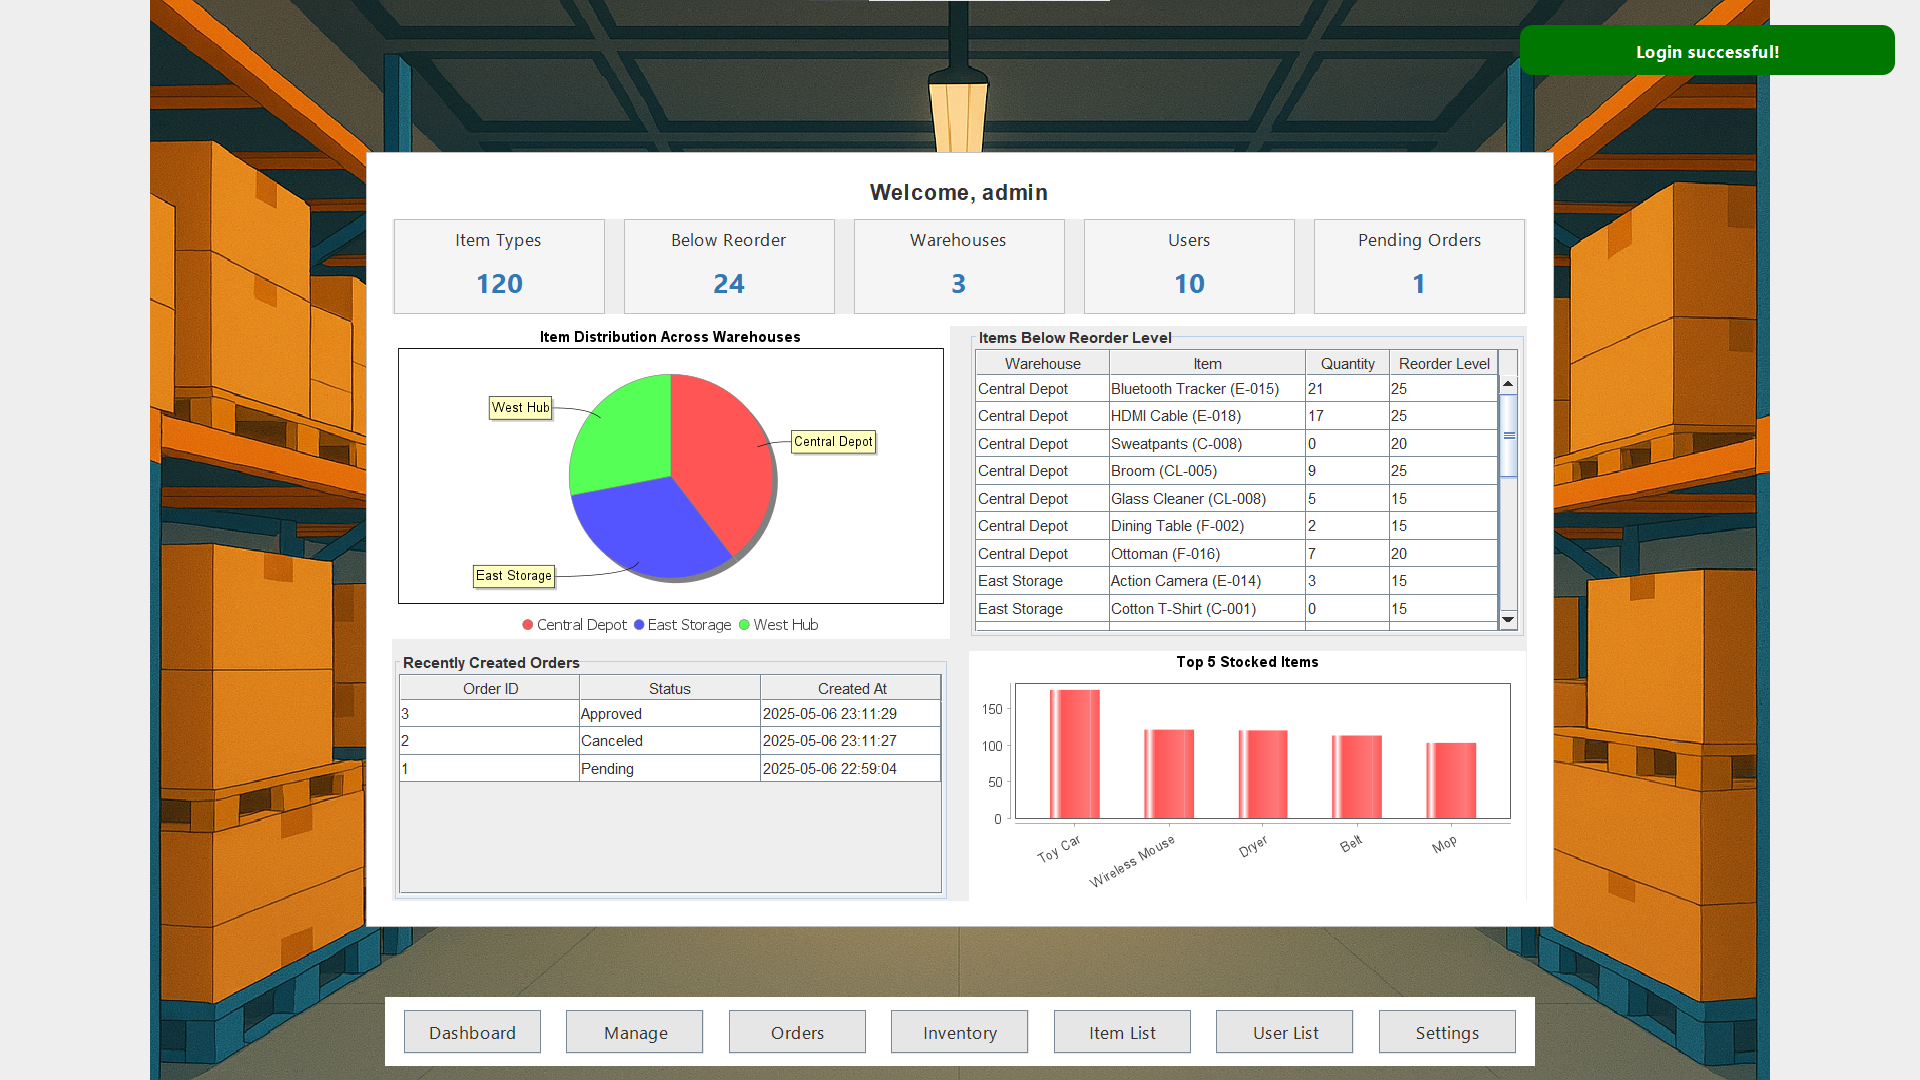 Login successful!
Welcome, admin
Item Types
120
Below Reorder
24
Warehouses
3
Users
10
Pending Orders
1
Item Distribution Across Warehouses
West Hub
Central Depot
East Storage
Central Depot East Storage West Hub
Items Below Reorder Level
Warehouse Item Quantity Reorder Level
Central Depot Bluetooth Tracker (E-015) 21 25
Central Depot HDMI Cable (E-018) 17 25
Central Depot Sweatpants (C-008) 0 20
Central Depot Broom (CL-005) 9 25
Central Depot Glass Cleaner (CL-008) 5 15
Central Depot Dining Table (F-002) 2 15
Central Depot Ottoman (F-016) 7 20
East Storage Action Camera (E-014) 3 15
East Storage Cotton T-Shirt (C-001) 0 15
Recently Created Orders
Order ID Status Created At
3 Approved 2025-05-06 23:11:29
2 Canceled 2025-05-06 23:11:27
1 Pending 2025-05-06 22:59:04
Top 5 Stocked Items
150
100
50
0
Toy Car Wireless Mouse Dryer Belt Mop
Dashboard Manage Orders Inventory Item List User List Settings